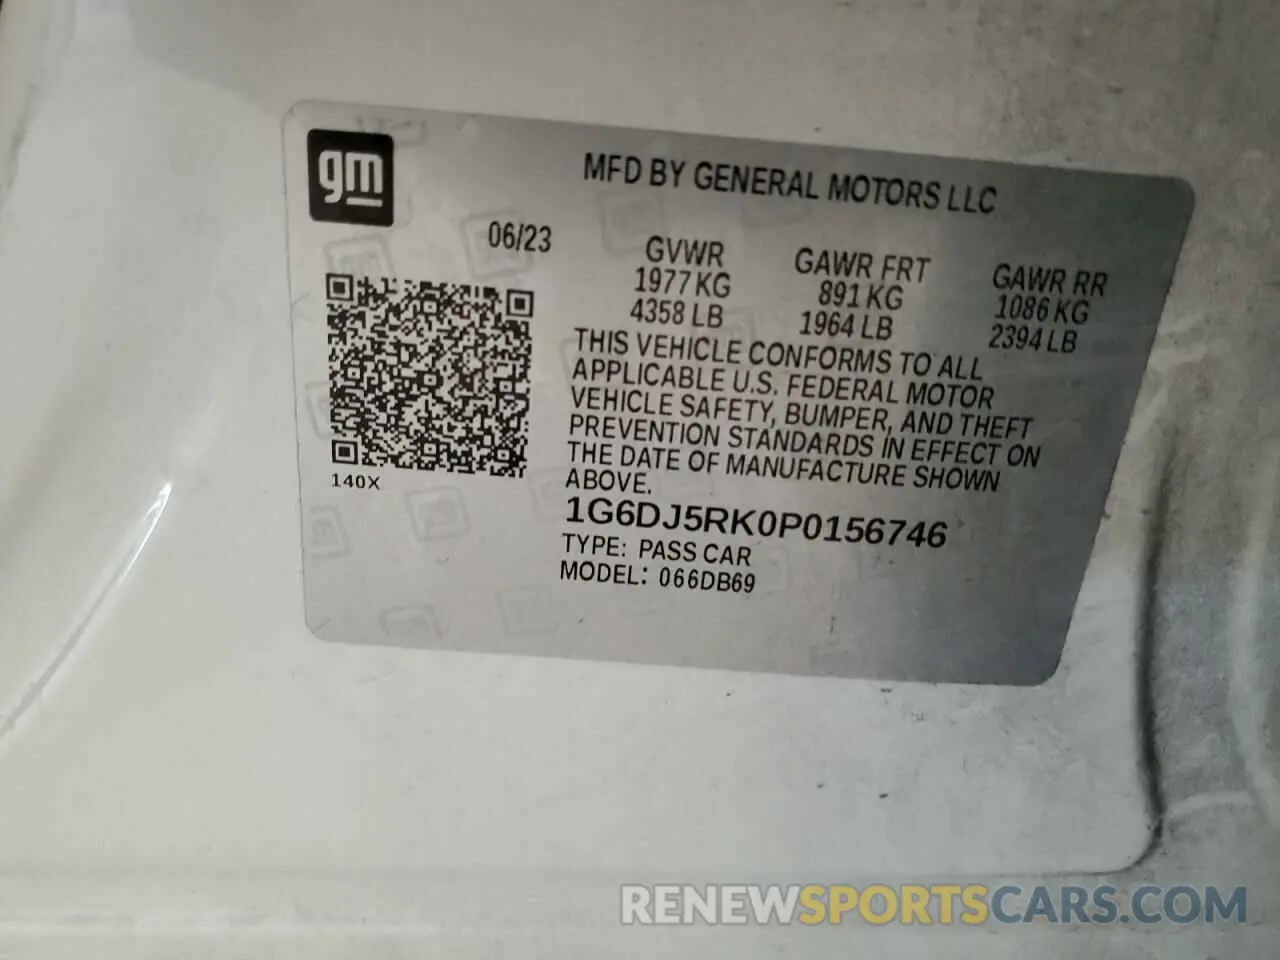 gm
MFD BY GENERAL MOTORS LLC
06/23
GVWR GAWR FRT GAWR RR
1977 KG 891 KG 1086 KG
4358 LB 1964 LB 2394 LB
THIS VEHICLE CONFORMS TO ALL
APPLICABLE U.S. FEDERAL MOTOR
VEHICLE SAFETY, BUMPER, AND THEFT
PREVENTION STANDARDS IN EFFECT ON
THE DATE OF MANUFACTURE SHOWN
ABOVE.
140X
1G6DJ5RK0P0156746
TYPE: PASS CAR
MODEL: 066DB69
RENEWSPORTSCARS.COM